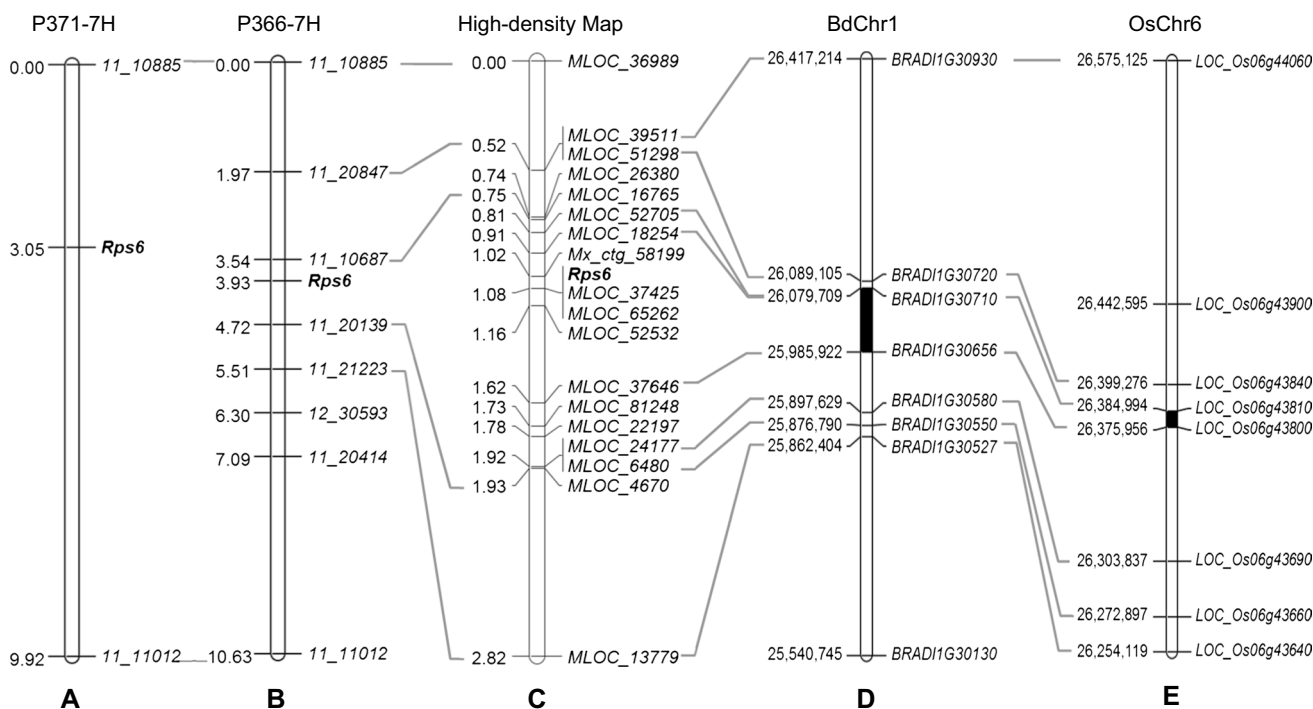 P371-7H
0.00 11_10885
3.05 Rps6
9.92 11_11012
A
P366-7H
0.00 11_10885
1.97 11_20847
3.54 11_10687
3.93 Rps6
4.72 11_20139
5.51 11_21223
6.30 12_30593
7.09 11_20414
10.63 11_11012
B
High-density Map
0.00 MLOC_36989
MLOC_39511
0.52 MLOC_51298
0.74 MLOC_26380
0.75 MLOC_16765
0.81 MLOC_52705
0.91 MLOC_18254
1.02 Mx_ctg_58199
Rps6
1.08 MLOC_37425
MLOC_65262
1.16 MLOC_52532
1.62 MLOC_37646
1.73 MLOC_81248
1.78 MLOC_22197
MLOC_24177
1.92 MLOC_6480
1.93 MLOC_4670
2.82 MLOC_13779
C
BdChr1
26,417,214 BRADI1G30930
26,089,105 BRADI1G30720
26,079,709 BRADI1G30710
25,985,922 BRADI1G30656
25,897,629 BRADI1G30580
25,876,790 BRADI1G30550
25,862,404 BRADI1G30527
25,540,745 BRADI1G30130
D
OsChr6
26,575,125 LOC_Os06g44060
26,442,595 LOC_Os06g43900
26,399,276 LOC_Os06g43840
26,384,994 LOC_Os06g43810
26,375,956 LOC_Os06g43800
26,303,837 LOC_Os06g43690
26,272,897 LOC_Os06g43660
26,254,119 LOC_Os06g43640
E